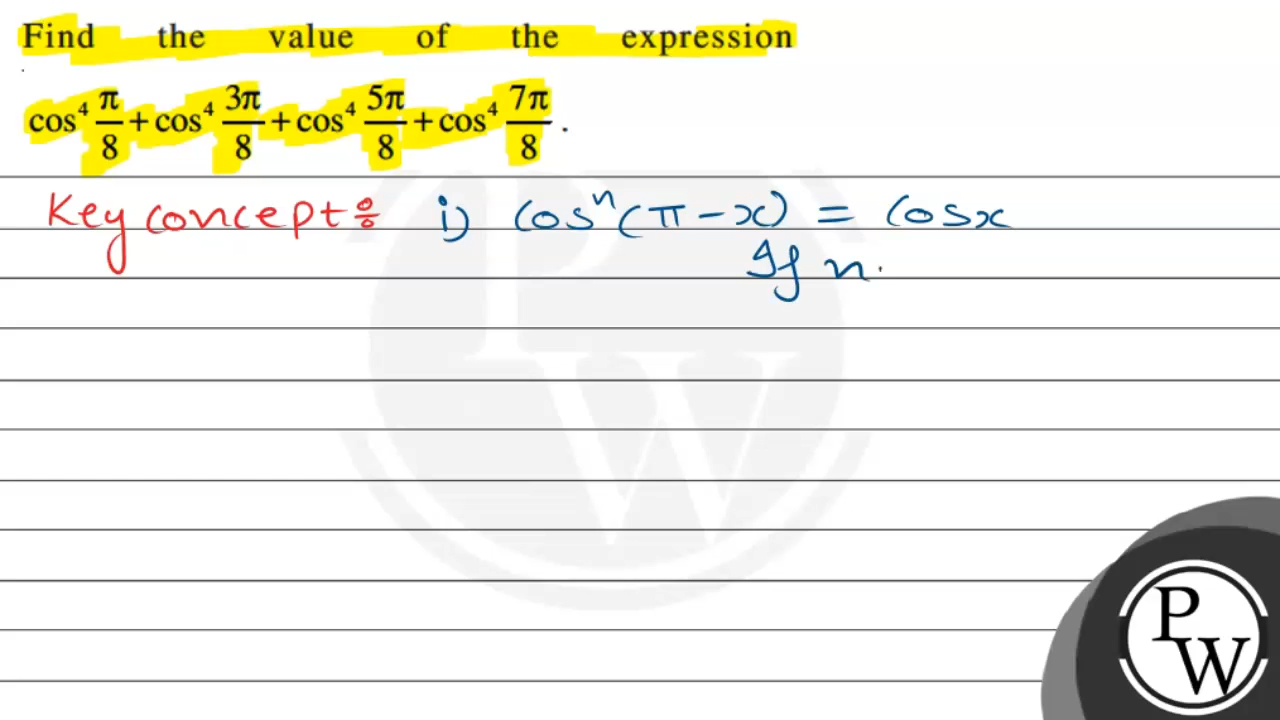 Find the value of the expression
cos⁴ π/8 + cos⁴ 3π/8 + cos⁴ 5π/8 + cos⁴ 7π/8 .
Key concept : i) cosⁿ(π - x) = cosx
If n
P
W
PW